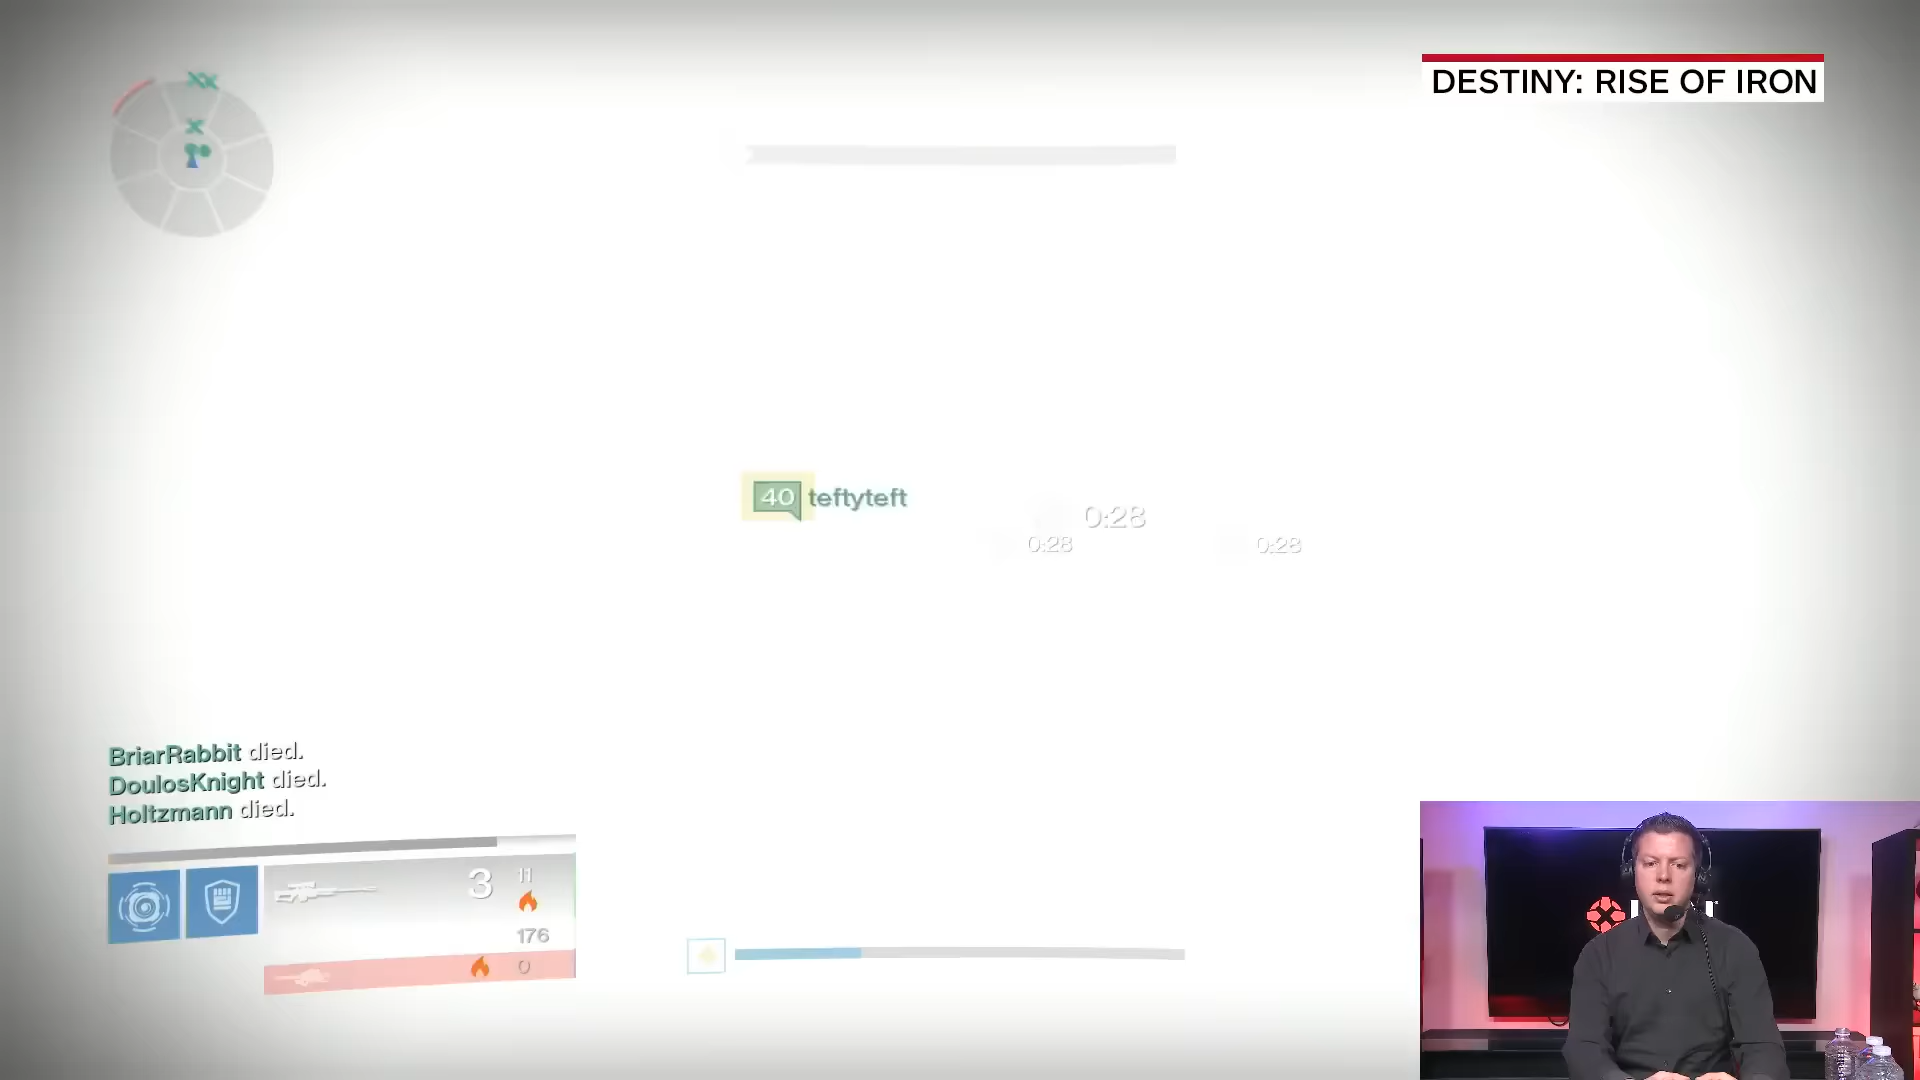 DESTINY: RISE OF IRON
40 teftyteft
0:28
0:28
0:28
BriarRabbit died.
DoulosKnight died.
Holtzmann died.
3
11
176
0